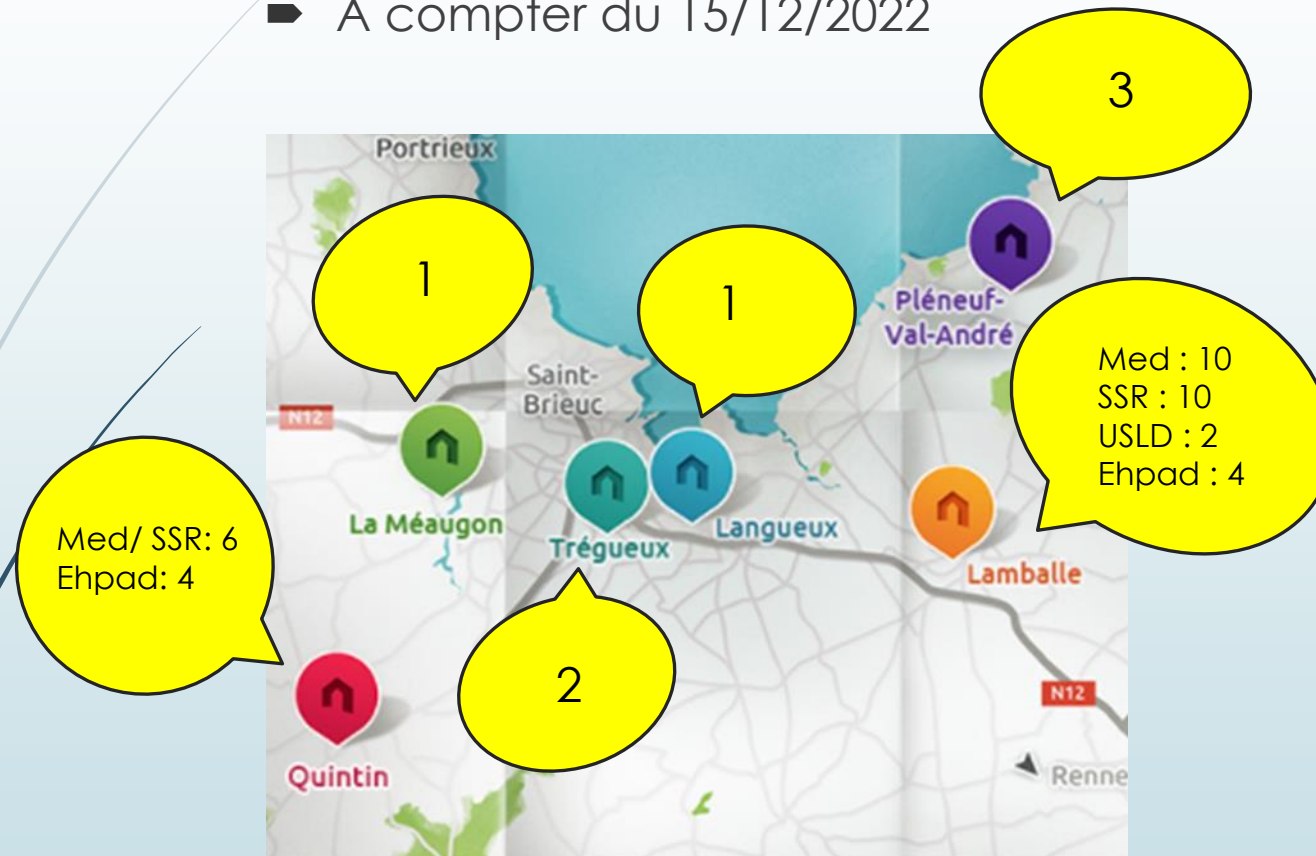 A compter du 15/12/2022
3
Portrieux
1
1
Pléneuf-
Val-André
Med : 10
SSR : 10
USLD : 2
Ehpad : 4
Saint-
Brieuc
N12
La Méaugon
Trégueux
Langueux
Lamballe
Med/ SSR: 6
Ehpad: 4
2
N12
Quintin
Renne